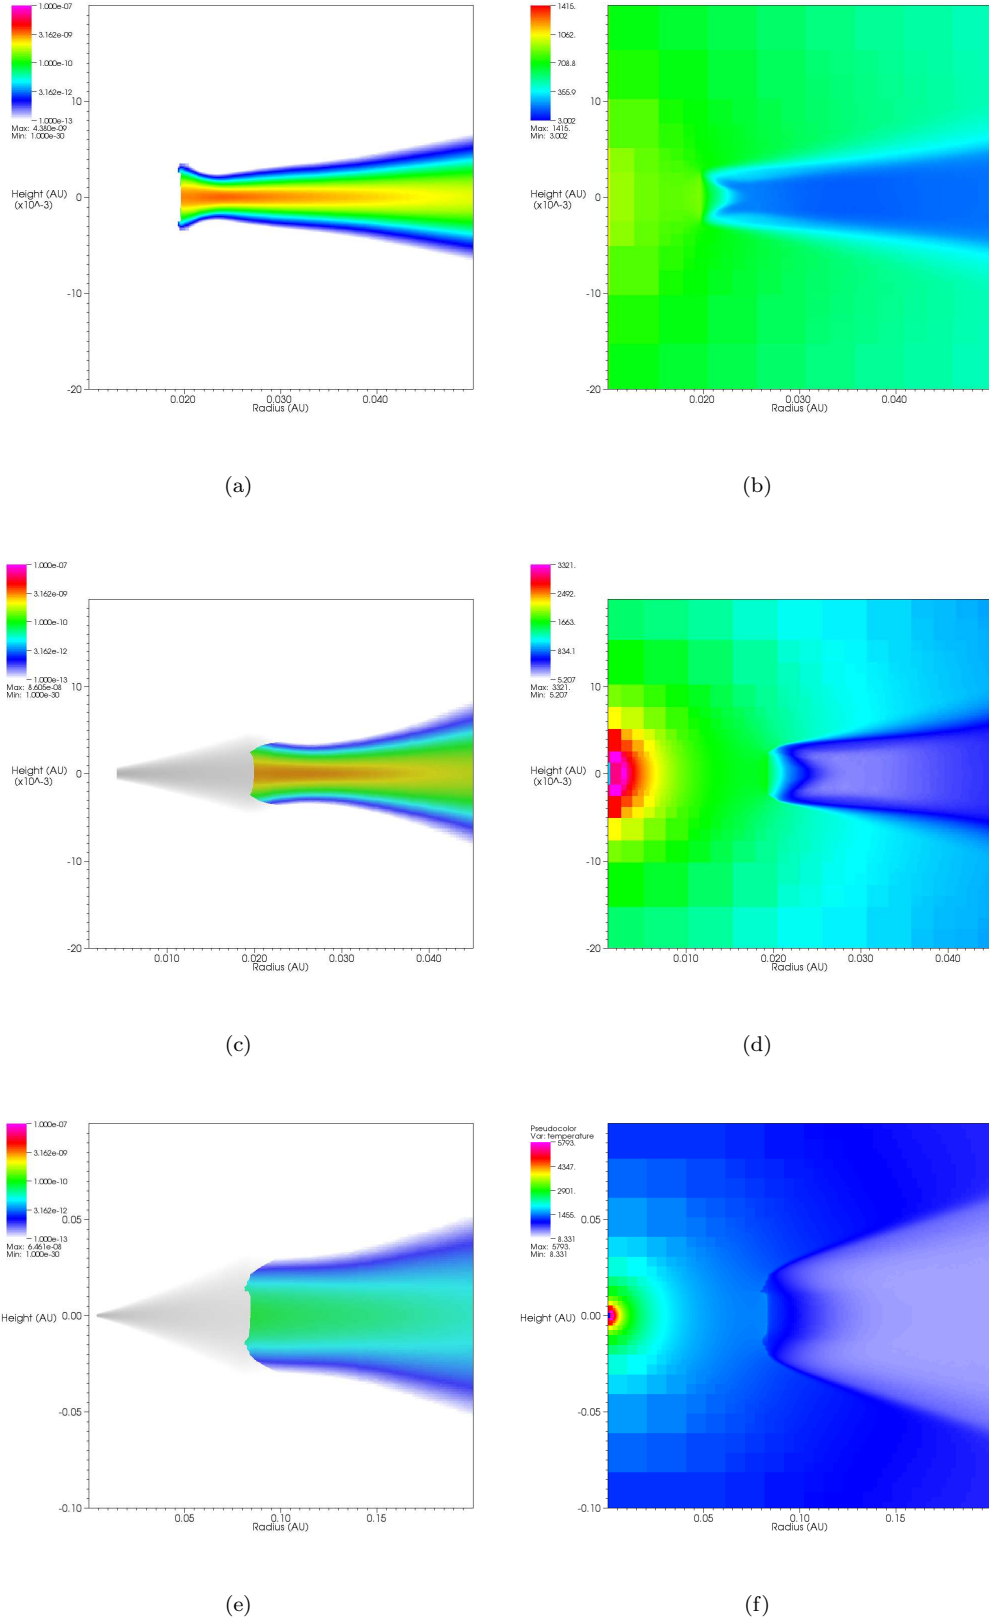 1.000e-07
3.162e-09
1.000e-10
3.162e-12
1.000e-13
Max: 4.380e-09
Min: 1.000e-30
10
0
-10
-20
Height (AU)
(x10^-3)
0.020
0.030
0.040
Radius (AU)
(a)
1415.
1062.
708.8
355.9
3.002
Max: 1415.
Min: 3.002
10
0
-10
-20
Height (AU)
(x10^-3)
0.020
0.030
0.040
Radius (AU)
(b)
1.000e-07
3.162e-09
1.000e-10
3.162e-12
1.000e-13
Max: 8.605e-08
Min: 1.000e-30
10
0
-10
-20
Height (AU)
(x10^-3)
0.010
0.020
0.030
0.040
Radius (AU)
(c)
3321.
2492.
1663.
834.1
5.207
Max: 3321.
Min: 5.207
10
0
-10
-20
Height (AU)
(x10^-3)
0.010
0.020
0.030
0.040
Radius (AU)
(d)
1.000e-07
3.162e-09
1.000e-10
3.162e-12
1.000e-13
Max: 6.461e-08
Min: 1.000e-30
0.05
0.00
-0.05
-0.10
Height (AU)
0.05
0.10
0.15
Radius (AU)
(e)
Pseudocolor
Var: temperature
5793.
4347.
2901.
1455.
8.331
Max: 5793.
Min: 8.331
0.05
0.00
-0.05
-0.10
Height (AU)
0.05
0.10
0.15
Radius (AU)
(f)